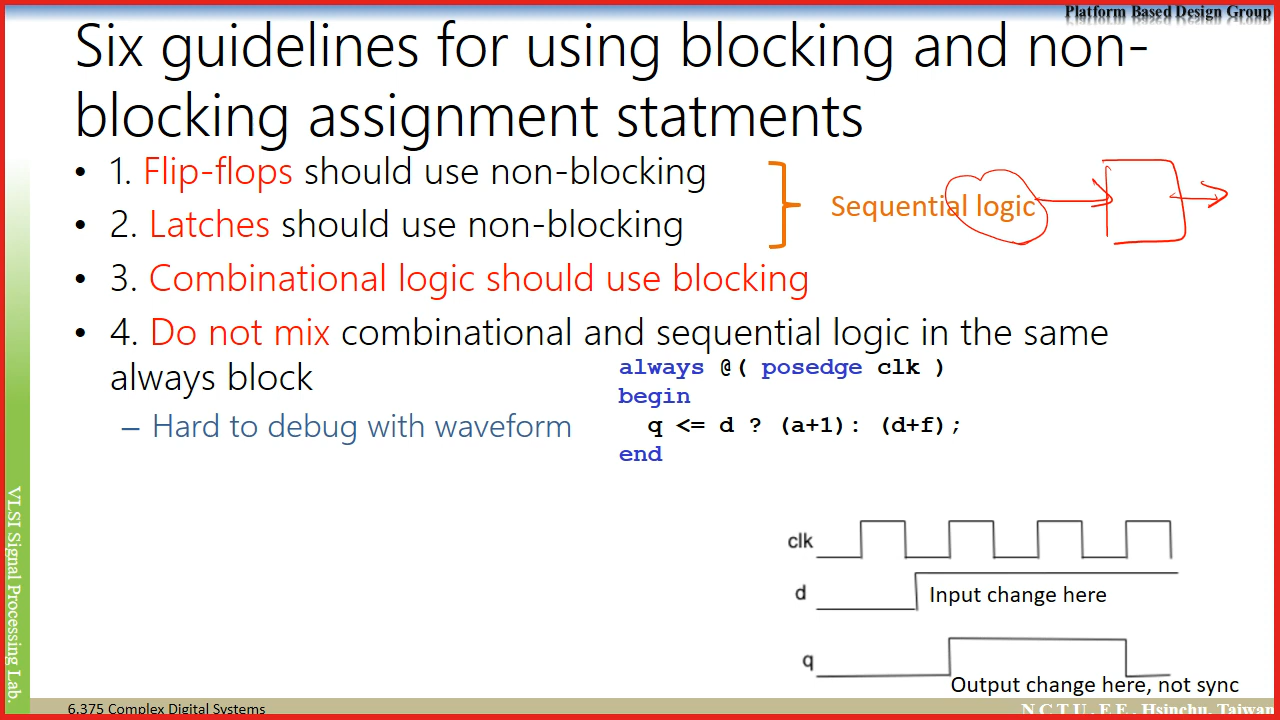 Platform Based Design Group
Six guidelines for using blocking and non-
blocking assignment statments
• 1. Flip-flops should use non-blocking
• 2. Latches should use non-blocking
Sequential logic
• 3. Combinational logic should use blocking
• 4. Do not mix combinational and sequential logic in the same
always block
– Hard to debug with waveform
always @( posedge clk )
begin
q <= d ? (a+1): (d+f);
end
clk
d
Input change here
q
Output change here, not sync
VLSI Signal Processing Lab.
6.375 Complex Digital Systems
N C T U. E E. Hsinchu, Taiwan